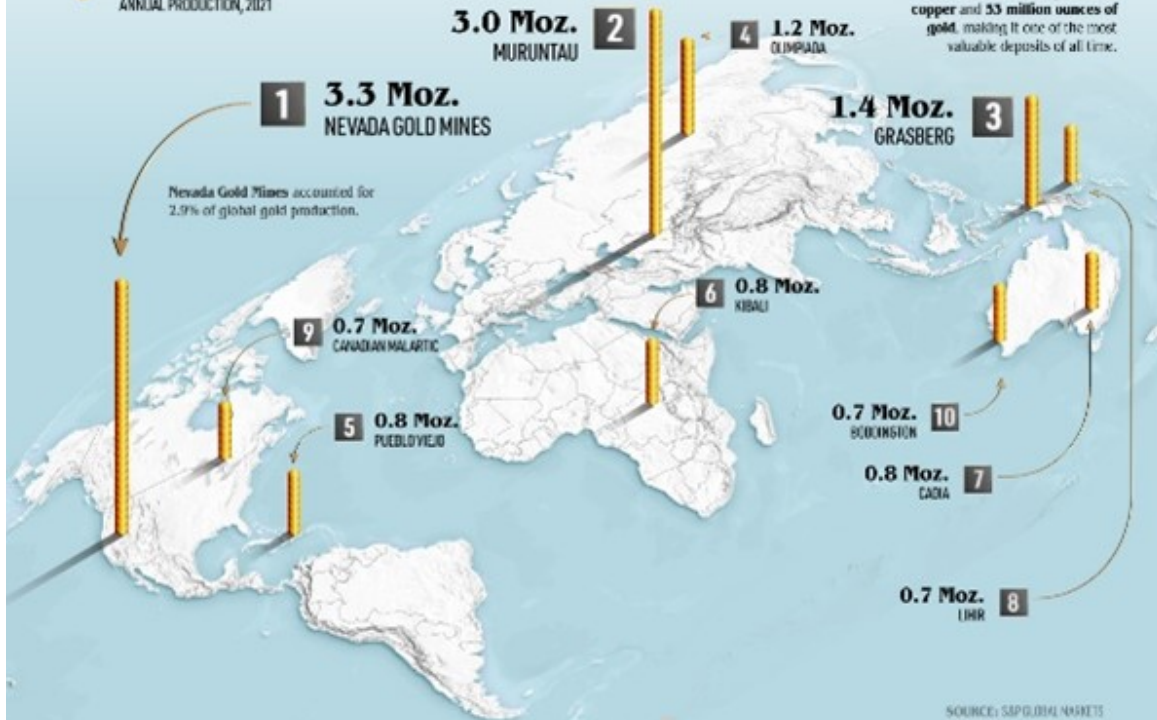 ANNUAL PRODUCTION, 2021
copper and 53 million ounces of
gold, making it one of the most
valuable deposits of all time.
3.0 Moz.
MURUNTAU
2
4
1.2 Moz.
OLIMPIADA
1
3.3 Moz.
NEVADA GOLD MINES
1.4 Moz.
GRASBERG
3
Nevada Gold Mines accounted for
2.9% of global gold production.
6
0.8 Moz.
KIBALI
9
0.7 Moz.
CANADIAN MALARTIC
5
0.8 Moz.
PUEBLO VIEJO
0.7 Moz.
BODDINGTON
10
0.8 Moz.
CADIA
7
0.7 Moz.
LIHIR
8
SOURCE: S&P GLOBAL MARKETS